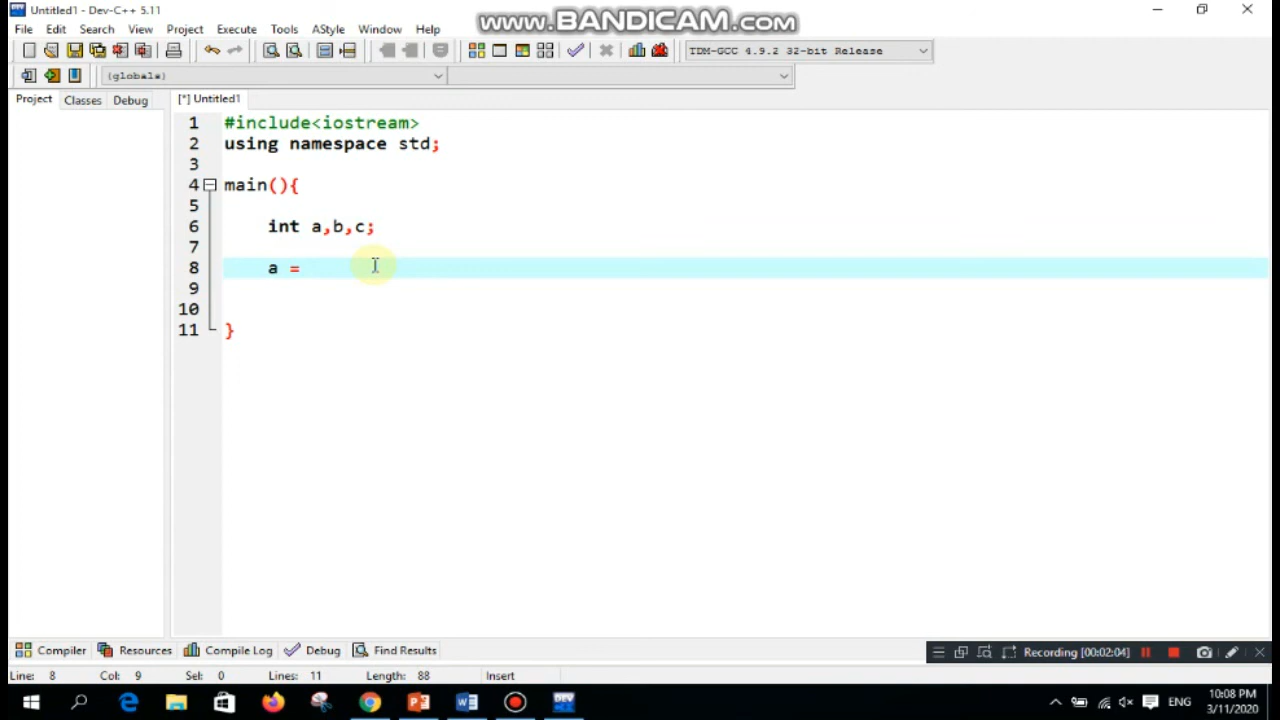 Untitled1 - Dev-C++ 5.11
www.BANDICAM.com
File Edit Search View Project Execute Tools AStyle Window Help
TDM-GCC 4.9.2 32-bit Release
(globals)
Project Classes Debug [*] Untitled1
1 #include<iostream>
2 using namespace std;
3
4 main(){
5
6 int a,b,c;
7
8 a =
9
10
11 }
Compiler Resources Compile Log Debug Find Results
Recording [00:02:04]
Line: 8 Col: 9 Sel: 0 Lines: 11 Length: 88 Insert
ENG
10:08 PM
3/11/2020